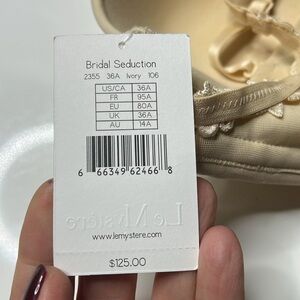 Bridal Seduction
2355 36A Ivory 106
US/CA 36A
FR 95A
EU 80A
UK 36A
AU 14A
6 66349 62466 8
Le Mystère
www.lemystere.com
$125.00